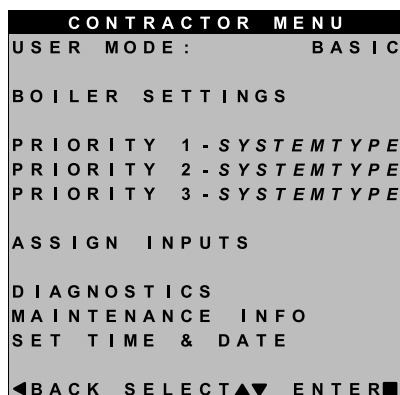 CONTRACTOR MENU
USER MODE: BASIC
BOILER SETTINGS
PRIORITY 1-SYSTEMTYPE
PRIORITY 2-SYSTEMTYPE
PRIORITY 3-SYSTEMTYPE
ASSIGN INPUTS
DIAGNOSTICS
MAINTENANCE INFO
SET TIME & DATE
◀BACK SELECT▲▼ ENTER■